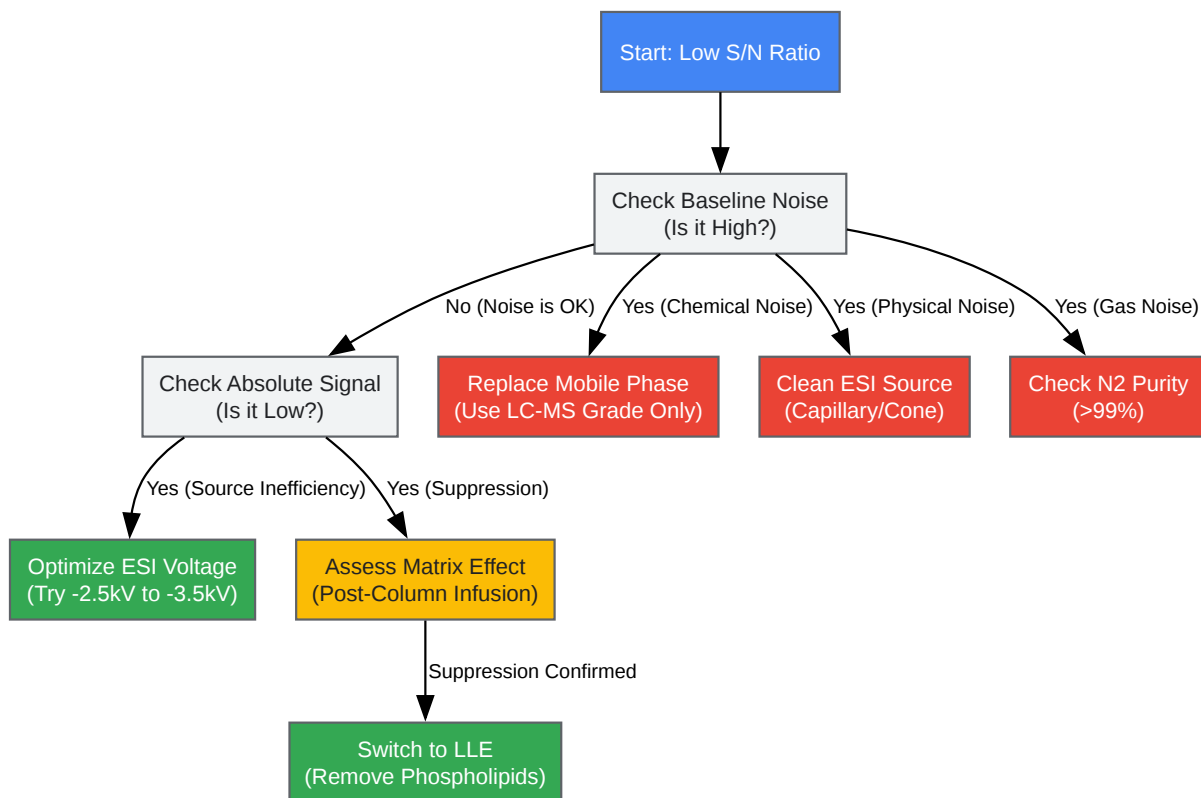 Start: Low S/N Ratio
Check Baseline Noise
(Is it High?)
No (Noise is OK)
Yes (Chemical Noise)
Yes (Physical Noise)
Yes (Gas Noise)
Check Absolute Signal
(Is it Low?)
Replace Mobile Phase
(Use LC-MS Grade Only)
Clean ESI Source
(Capillary/Cone)
Check N2 Purity
(>99%)
Yes (Source Inefficiency)
Yes (Suppression)
Optimize ESI Voltage
(Try -2.5kV to -3.5kV)
Assess Matrix Effect
(Post-Column Infusion)
Suppression Confirmed
Switch to LLE
(Remove Phospholipids)